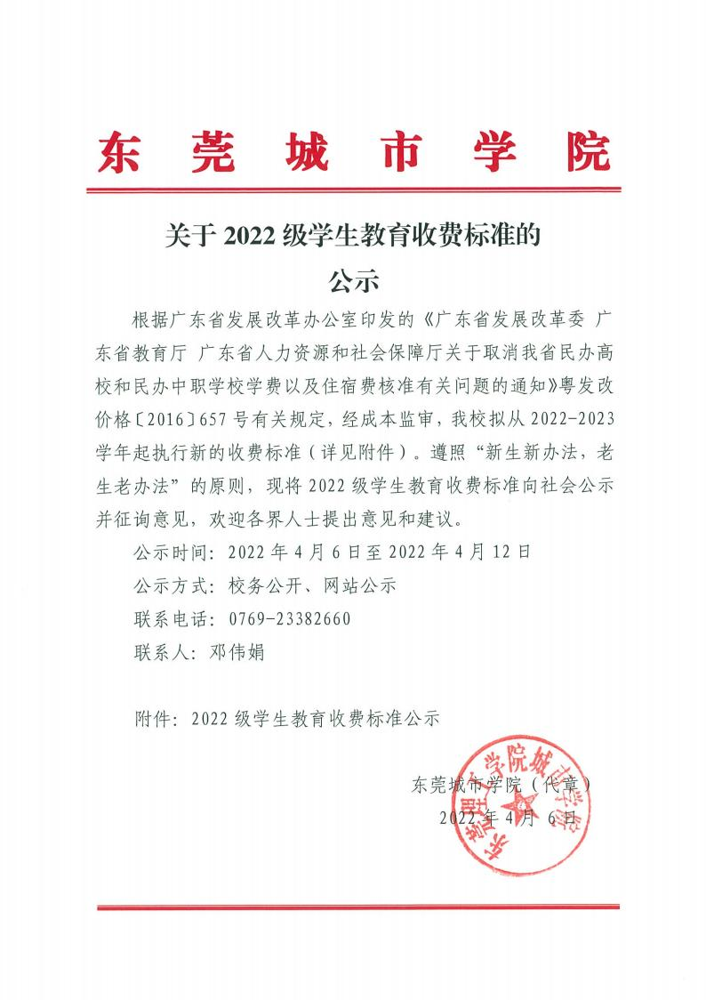 东莞城市学院
关于 2022 级学生教育收费标准的
公示
根据广东省发展改革办公室印发的《广东省发展改革委 广
东省教育厅 广东省人力资源和社会保障厅关于取消我省民办高
校和民办中职学校学费以及住宿费核准有关问题的通知》粤发改
价格〔2016〕657 号有关规定，经成本监审，我校拟从 2022-2023
学年起执行新的收费标准（详见附件）。遵照“新生新办法，老
生老办法”的原则，现将 2022 级学生教育收费标准向社会公示
并征询意见，欢迎各界人士提出意见和建议。
公示时间：2022 年 4 月 6 日至 2022 年 4 月 12 日
公示方式：校务公开、网站公示
联系电话：0769-23382660
联系人：邓伟娟
附件：2022 级学生教育收费标准公示
东莞城市学院（代章）
2022 年 4 月 6 日
东莞理工学院城市学院